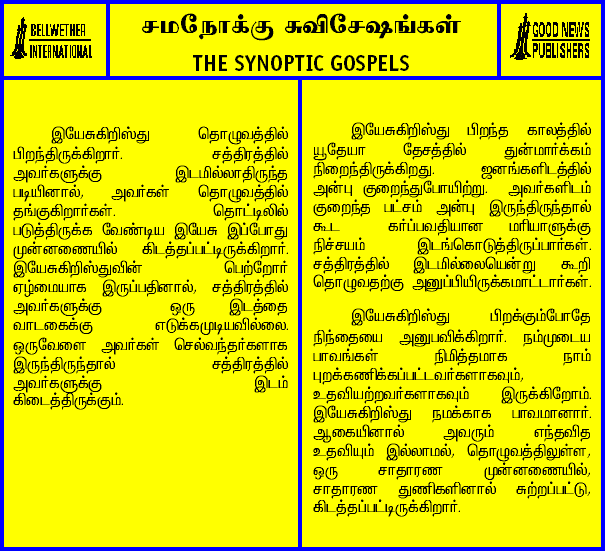 BELLWETHER
INTERNATIONAL
சமநோக்கு சுவிசேஷங்கள்
THE SYNOPTIC GOSPELS
GOOD NEWS
PUBLISHERS
இயேசுகிறிஸ்து தொழுவத்தில்
பிறந்திருக்கிறார். சத்திரத்தில்
அவர்களுக்கு இடமில்லாதிருந்த
படியினால், அவர்கள் தொழுவத்தில்
தங்குகிறார்கள். தொட்டிலில்
படுத்திருக்க வேண்டிய இயேசு இப்போது
முன்னணையில் கிடத்தப்பட்டிருக்கிறார்.
இயேசுகிறிஸ்துவின் பெற்றோர்
ஏழ்மையாக இருப்பதினால், சத்திரத்தில்
அவர்களுக்கு ஒரு இடத்தை
வாடகைக்கு எடுக்கமுடியவில்லை.
ஒருவேளை அவர்கள் செல்வந்தர்களாக
இருந்திருந்தால் சத்திரத்தில்
அவர்களுக்கு இடம்
கிடைத்திருக்கும்.
இயேசுகிறிஸ்து பிறந்த காலத்தில்
யூதேயா தேசத்தில் துன்மார்க்கம்
நிறைந்திருக்கிறது. ஜனங்களிடத்தில்
அன்பு குறைந்துபோயிற்று. அவர்களிடம்
குறைந்த பட்சம் அன்பு இருந்திருந்தால்
கூட கர்ப்பவதியான மரியாளுக்கு
நிச்சயம் இடங்கொடுத்திருப்பார்கள்.
சத்திரத்தில் இடமில்லையென்று கூறி
தொழுவதற்கு அனுப்பியிருக்கமாட்டார்கள்.
இயேசுகிறிஸ்து பிறக்கும்போதே
நிந்தையை அனுபவிக்கிறார். நம்முடைய
பாவங்கள் நிமித்தமாக நாம்
புறக்கணிக்கப்பட்டவர்களாகவும்,
உதவியற்றவர்களாகவும் இருக்கிறோம்.
இயேசுகிறிஸ்து நமக்காக பாவமானார்.
ஆகையினால் அவரும் எந்தவித
உதவியும் இல்லாமல், தொழுவத்திலுள்ள,
ஒரு சாதாரண முன்னணையில்,
சாதாரண துணிகளினால் சுற்றப்பட்டு,
கிடத்தப்பட்டிருக்கிறார்.